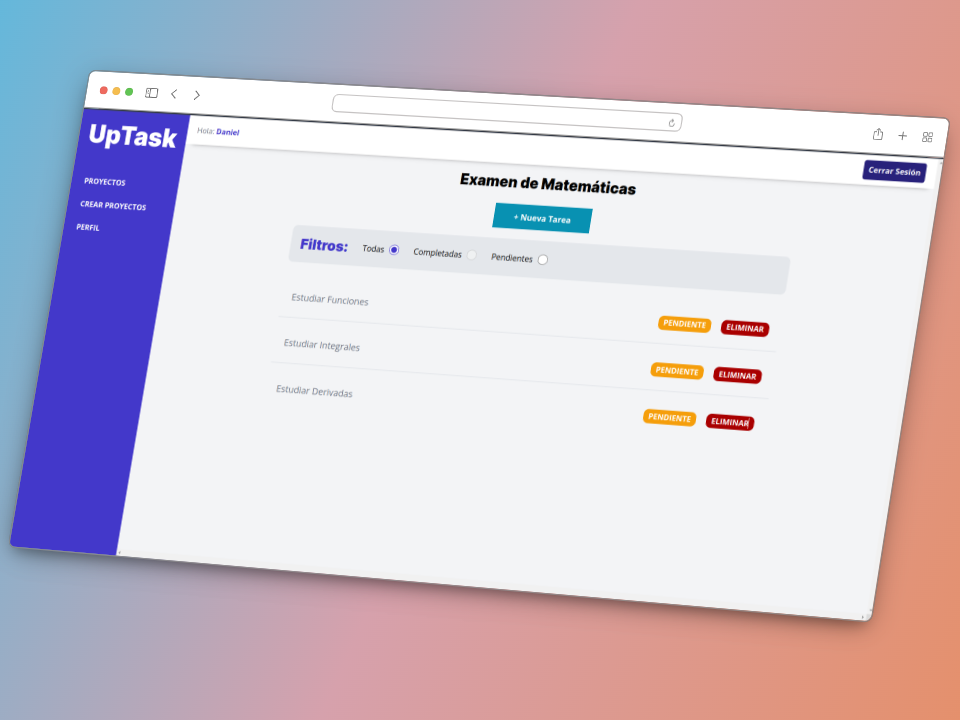 UpTask
Hola: Daniel
Cerrar Sesión
PROYECTOS
CREAR PROYECTOS
PERFIL
Examen de Matemáticas
+ Nueva Tarea
Filtros: Todas Completadas Pendientes
Estudiar Funciones PENDIENTE ELIMINAR
Estudiar Integrales PENDIENTE ELIMINAR
Estudiar Derivadas PENDIENTE ELIMINAR